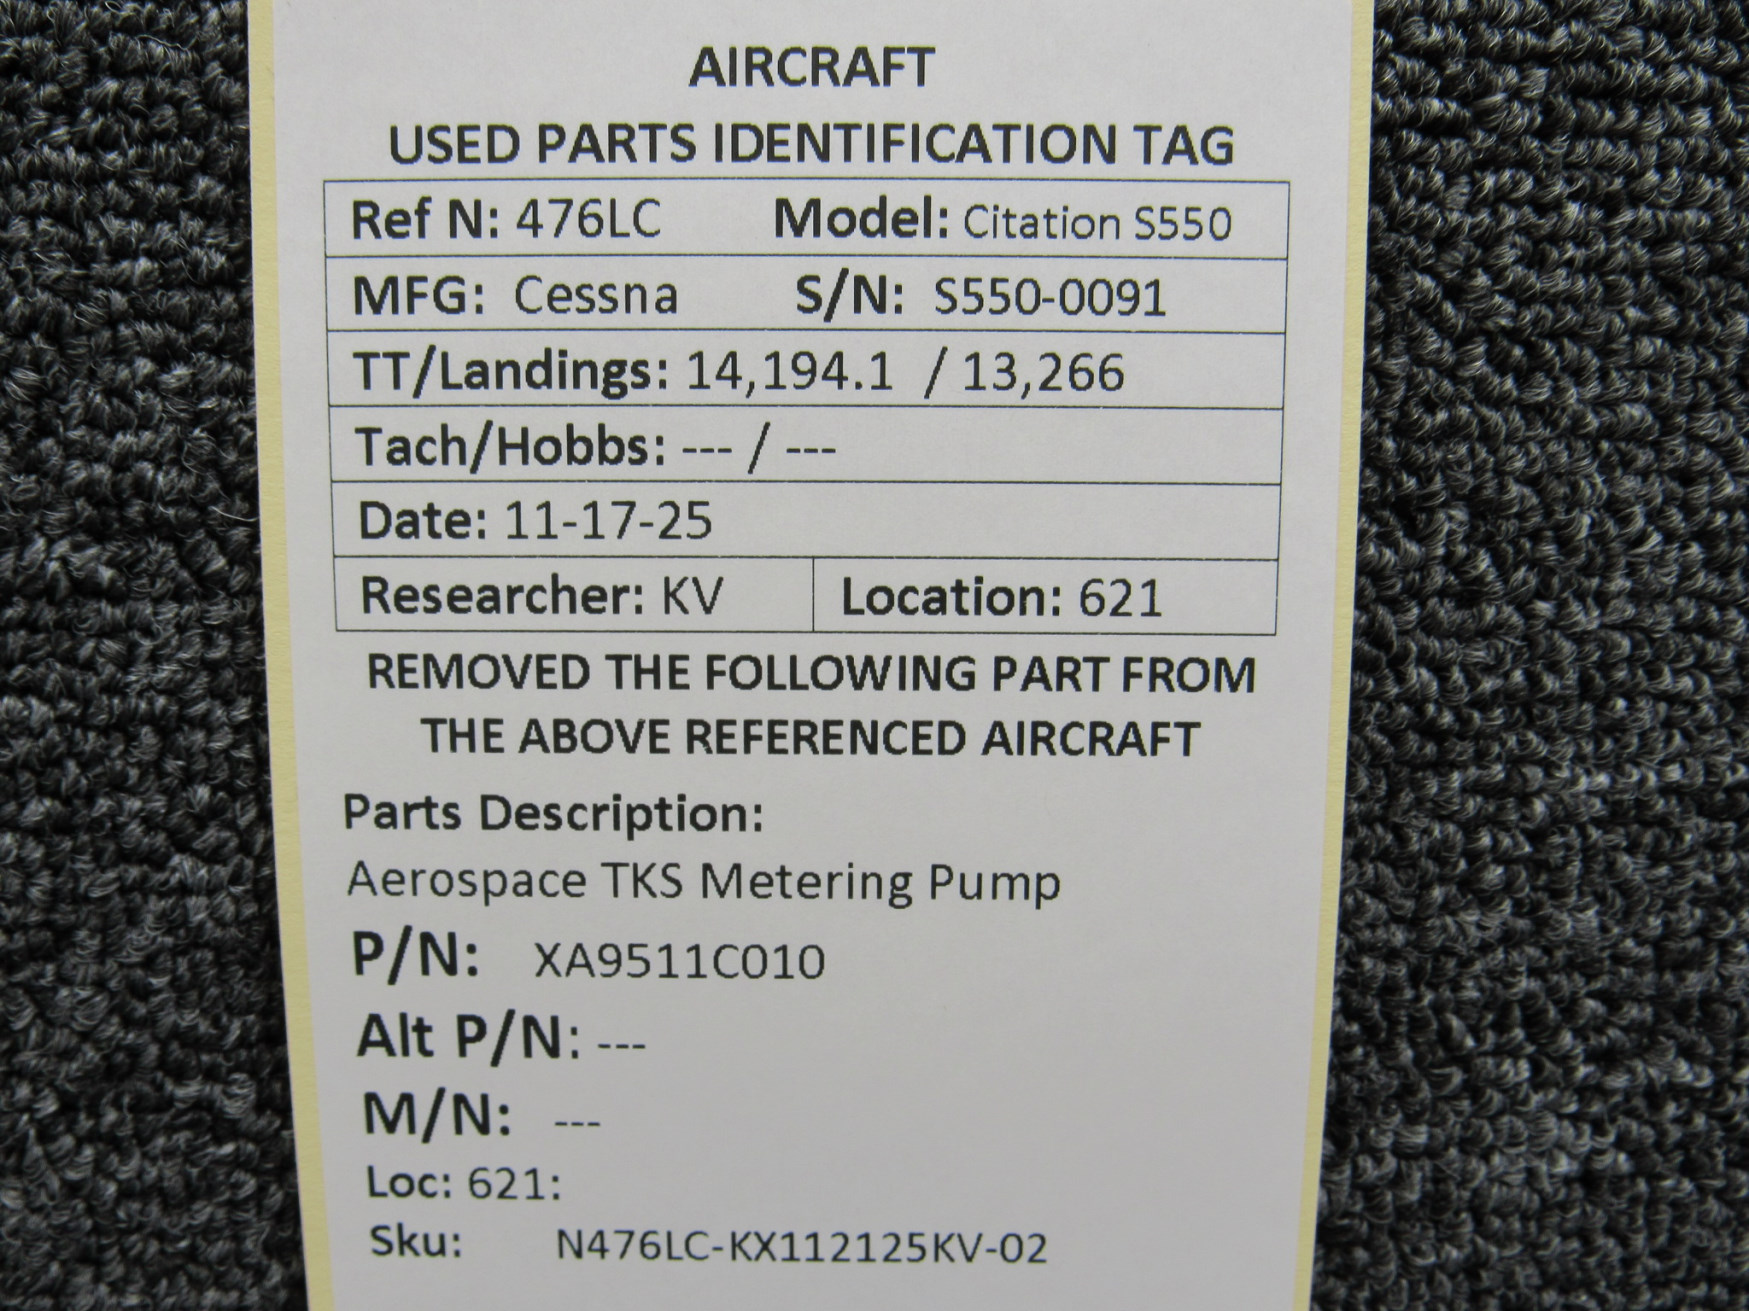 AIRCRAFT
USED PARTS IDENTIFICATION TAG
Ref N: 476LC Model: Citation S550
MFG: Cessna S/N: S550-0091
TT/Landings: 14,194.1 / 13,266
Tach/Hobbs: --- / ---
Date: 11-17-25
Researcher: KV Location: 621
REMOVED THE FOLLOWING PART FROM
THE ABOVE REFERENCED AIRCRAFT
Parts Description:
Aerospace TKS Metering Pump
P/N: XA9511C010
Alt P/N: ---
M/N: ---
Loc: 621:
Sku: N476LC-KX112125KV-02